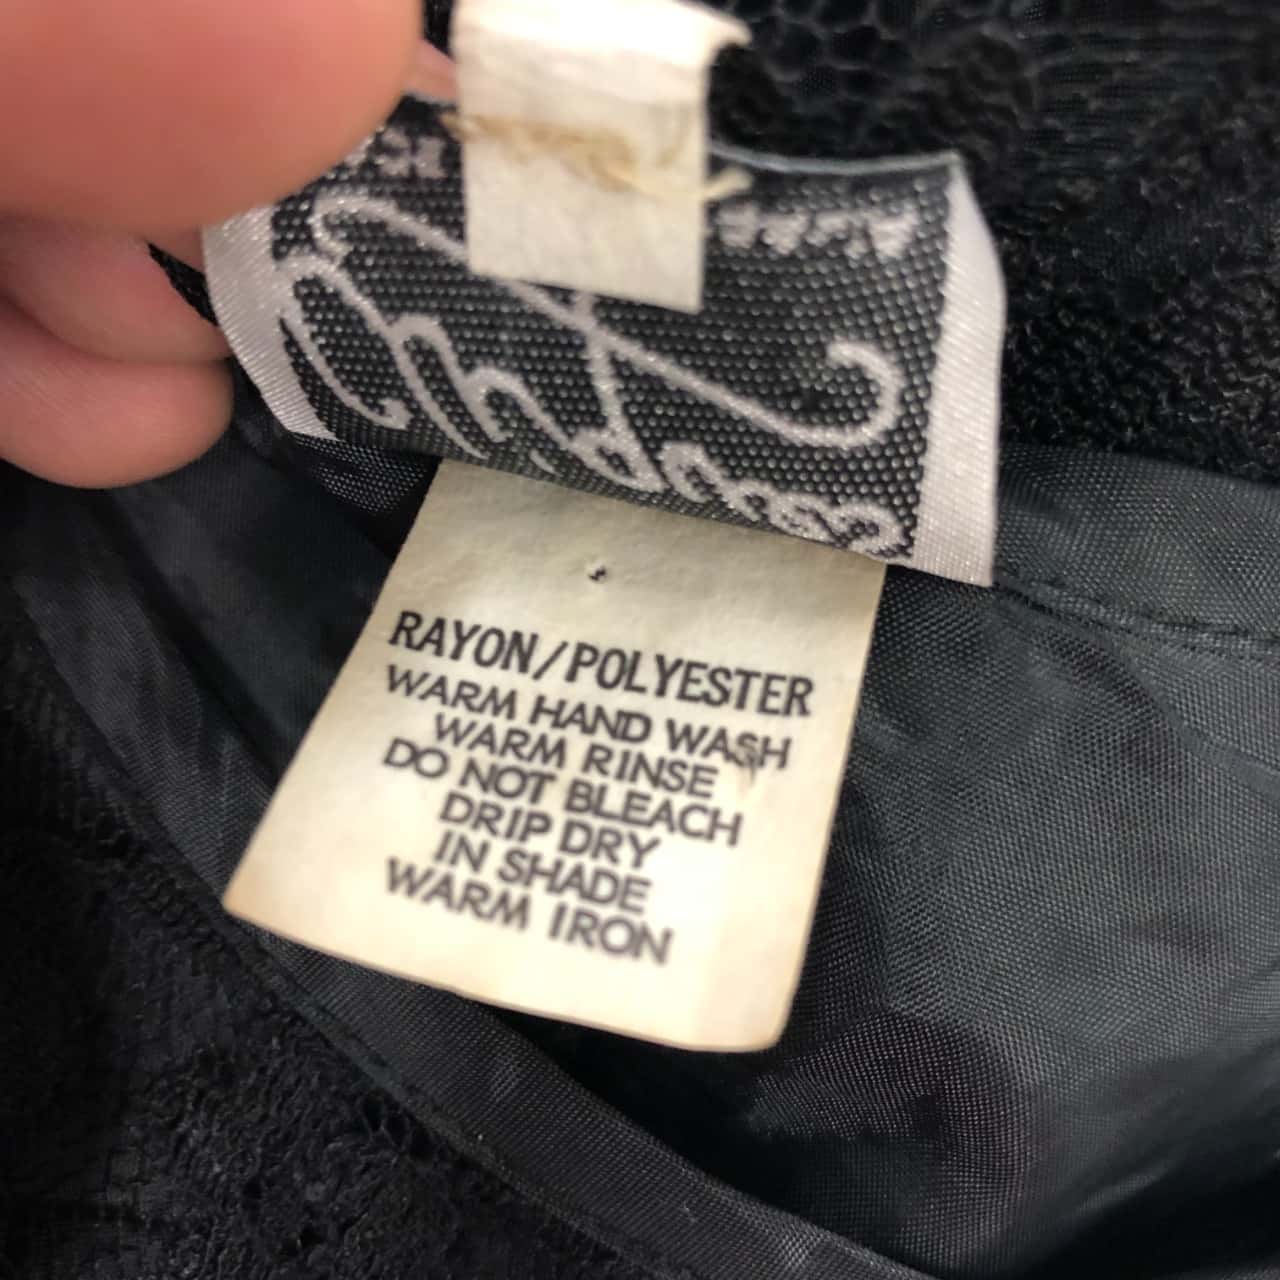 RAYON/POLYESTER
WARM HAND WASH
WARM RINSE
DO NOT BLEACH
DRIP DRY
IN SHADE
WARM IRON